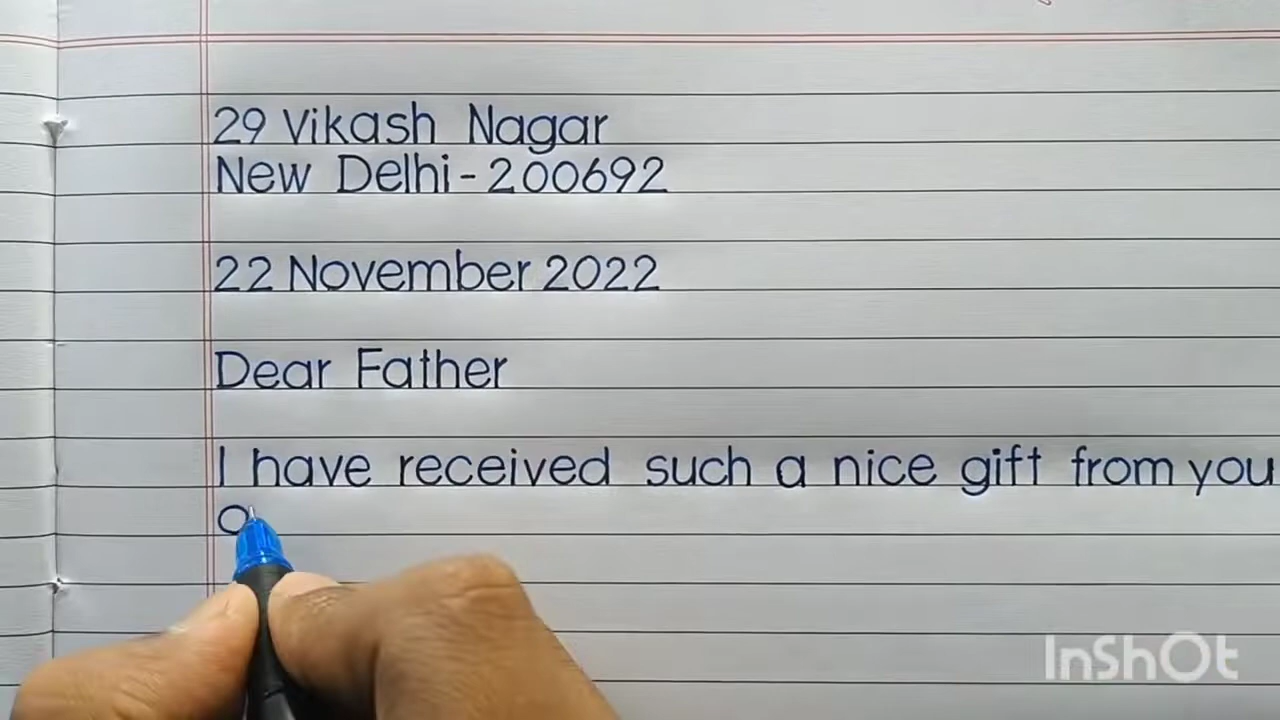 29 Vikash Nagar
New Delhi - 200692
22 November 2022
Dear Father
I have received such a nice gift from you
o
InShOt